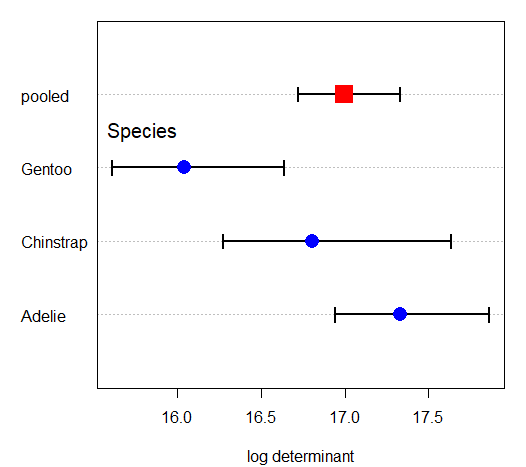 pooled
Species
Gentoo
Chinstrap
Adelie
16.0 16.5 17.0 17.5
log determinant